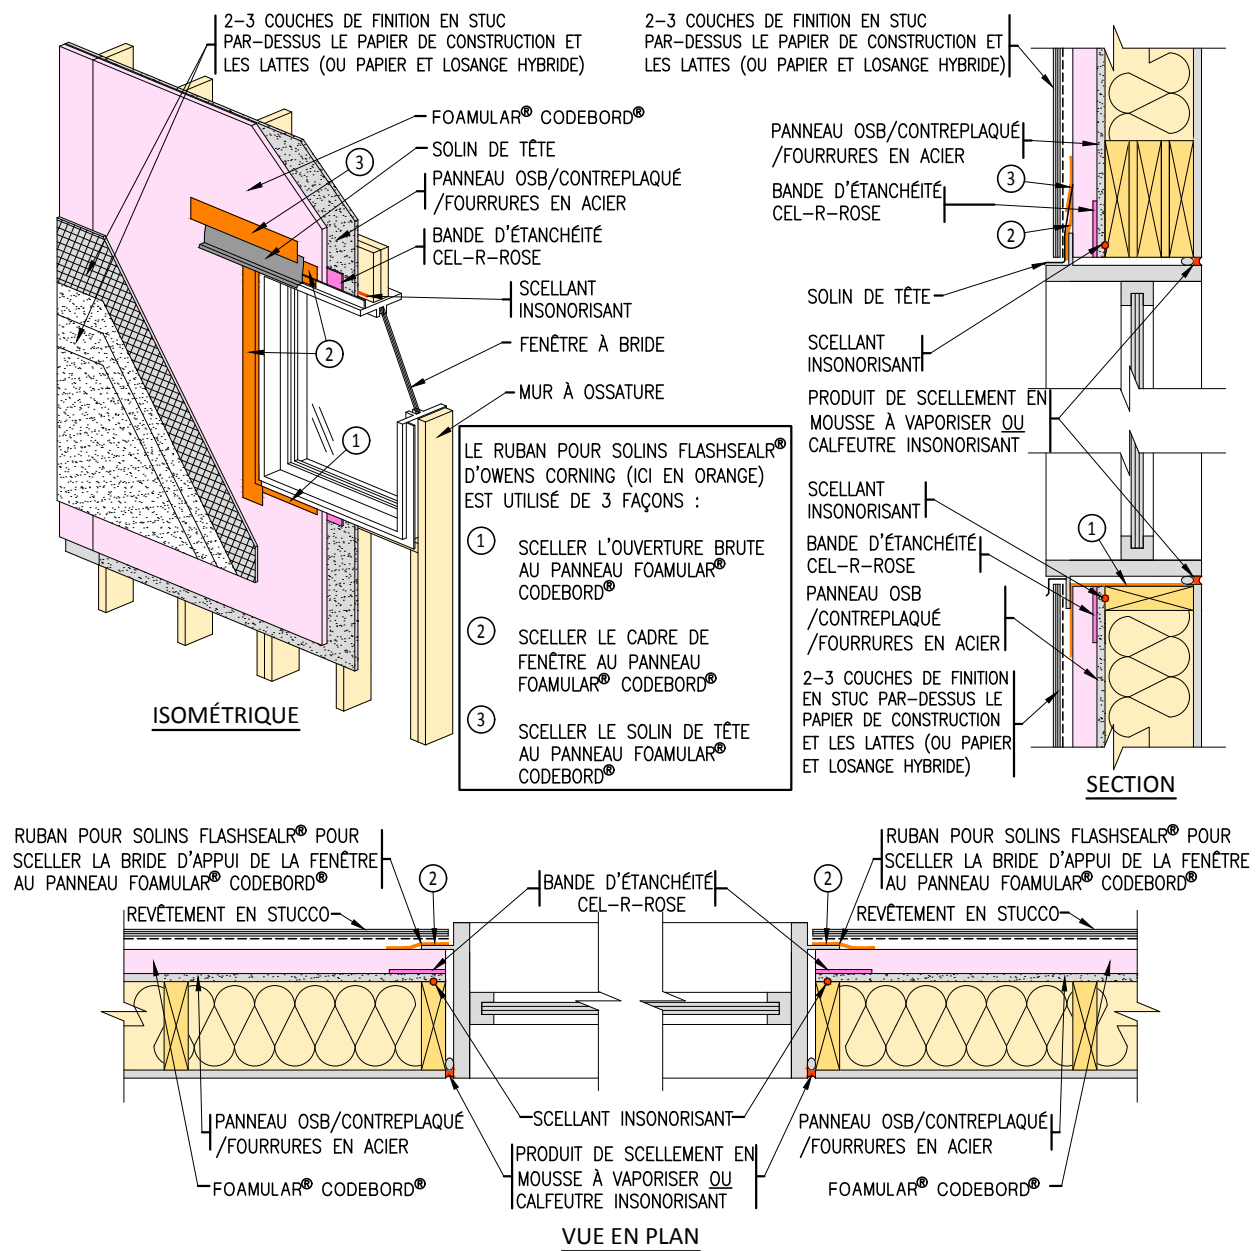 2-3 COUCHES DE FINITION EN STUC
PAR-DESSUS LE PAPIER DE CONSTRUCTION ET
LES LATTES (OU PAPIER ET LOSANGE HYBRIDE)
FOAMULAR® CODEBORD®
SOLIN DE TÊTE
PANNEAU OSB/CONTREPLAQUÉ
/FOURRURES EN ACIER
BANDE D'ÉTANCHÉITÉ
CEL-R-ROSE
SCELLANT
INSONORISANT
FENÊTRE À BRIDE
MUR À OSSATURE
3
2
1
ISOMÉTRIQUE
LE RUBAN POUR SOLINS FLASHSEALR®
D'OWENS CORNING (ICI EN ORANGE)
EST UTILISÉ DE 3 FAÇONS :
1
SCELLER L'OUVERTURE BRUTE
AU PANNEAU FOAMULAR®
CODEBORD®
2
SCELLER LE CADRE DE
FENÊTRE AU PANNEAU
FOAMULAR® CODEBORD®
3
SCELLER LE SOLIN DE TÊTE
AU PANNEAU FOAMULAR®
CODEBORD®
2-3 COUCHES DE FINITION EN STUC
PAR-DESSUS LE PAPIER DE CONSTRUCTION ET
LES LATTES (OU PAPIER ET LOSANGE HYBRIDE)
PANNEAU OSB/CONTREPLAQUÉ
/FOURRURES EN ACIER
3
BANDE D'ÉTANCHÉITÉ
CEL-R-ROSE
2
SOLIN DE TÊTE
SCELLANT
INSONORISANT
PRODUIT DE SCELLEMENT EN
MOUSSE À VAPORISER OU
CALFEUTRE INSONORISANT
SCELLANT
INSONORISANT
1
BANDE D'ÉTANCHÉITÉ
CEL-R-ROSE
PANNEAU OSB
/CONTREPLAQUÉ
/FOURRURES EN ACIER
2-3 COUCHES DE FINITION
EN STUC PAR-DESSUS LE
PAPIER DE CONSTRUCTION
ET LES LATTES (OU PAPIER
ET LOSANGE HYBRIDE)
SECTION
RUBAN POUR SOLINS FLASHSEALR® POUR
SCELLER LA BRIDE D'APPUI DE LA FENÊTRE
AU PANNEAU FOAMULAR® CODEBORD®
2
REVÊTEMENT EN STUCCO
BANDE D'ÉTANCHÉITÉ
CEL-R-ROSE
2
RUBAN POUR SOLINS FLASHSEALR® POUR
SCELLER LA BRIDE D'APPUI DE LA FENÊTRE
AU PANNEAU FOAMULAR® CODEBORD®
REVÊTEMENT EN STUCCO
PANNEAU OSB/CONTREPLAQUÉ
/FOURRURES EN ACIER
FOAMULAR® CODEBORD®
SCELLANT INSONORISANT
PRODUIT DE SCELLEMENT EN
MOUSSE À VAPORISER OU
CALFEUTRE INSONORISANT
PANNEAU OSB/CONTREPLAQUÉ
/FOURRURES EN ACIER
FOAMULAR® CODEBORD®
VUE EN PLAN